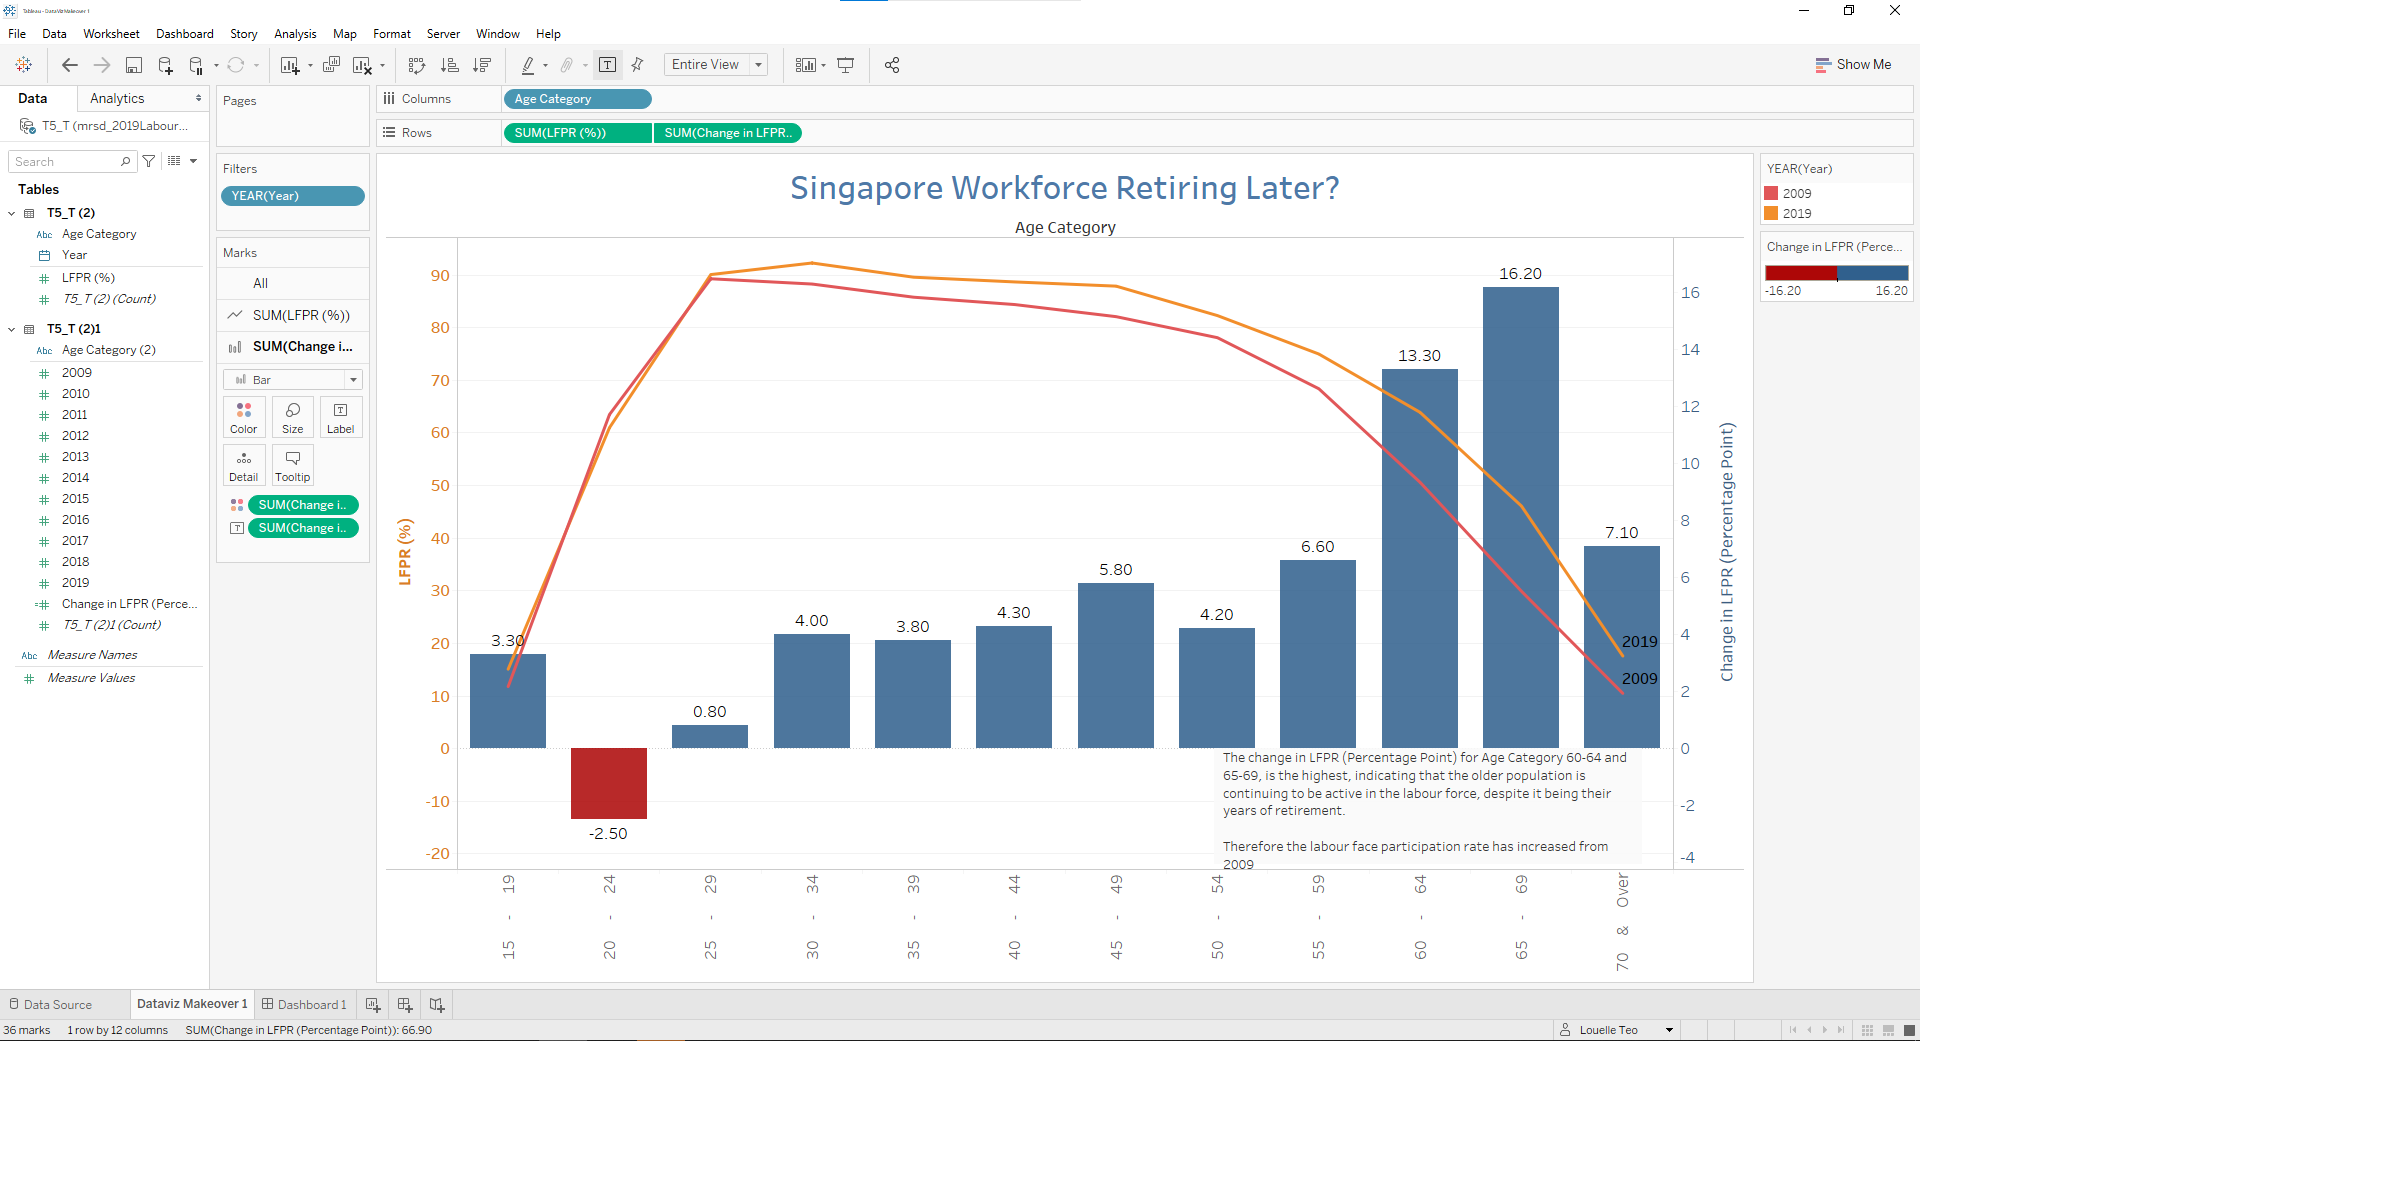 Tableau - DataViz Makeover 1
File Data Worksheet Dashboard Story Analysis Map Format Server Window Help
Entire View
Show Me
Data Analytics
T5_T (mrsd_2019Labour...
Search
Tables
T5_T (2)
Abc Age Category
Year
LFPR (%)
T5_T (2) (Count)
T5_T (2)1
Abc Age Category (2)
2009
2010
2011
2012
2013
2014
2015
2016
2017
2018
2019
Change in LFPR (Perce...
T5_T (2)1 (Count)
Abc Measure Names
Measure Values
Pages
Filters
YEAR(Year)
Marks
All
SUM(LFPR (%))
SUM(Change i...
Bar
Color Size Label
Detail Tooltip
SUM(Change i..
SUM(Change i..
Columns Age Category
Rows SUM(LFPR (%)) SUM(Change in LFPR..
Singapore Workforce Retiring Later?
Age Category
LFPR (%)
90
80
70
60
50
40
30
20
10
0
-10
-20
3.30
-2.50
0.80
4.00
3.80
4.30
5.80
4.20
6.60
13.30
16.20
7.10
2019
2009
16
14
12
10
8
6
4
2
0
-2
-4
Change in LFPR (Percentage Point)
The change in LFPR (Percentage Point) for Age Category 60-64 and
65-69, is the highest, indicating that the older population is
continuing to be active in the labour force, despite it being their
years of retirement.
Therefore the labour face participation rate has increased from
2009
15 - 19
20 - 24
25 - 29
30 - 34
35 - 39
40 - 44
45 - 49
50 - 54
55 - 59
60 - 64
65 - 69
70 & Over
YEAR(Year)
2009
2019
Change in LFPR (Perce...
-16.20 16.20
Data Source Dataviz Makeover 1 Dashboard 1
36 marks 1 row by 12 columns SUM(Change in LFPR (Percentage Point)): 66.90
Louelle Teo